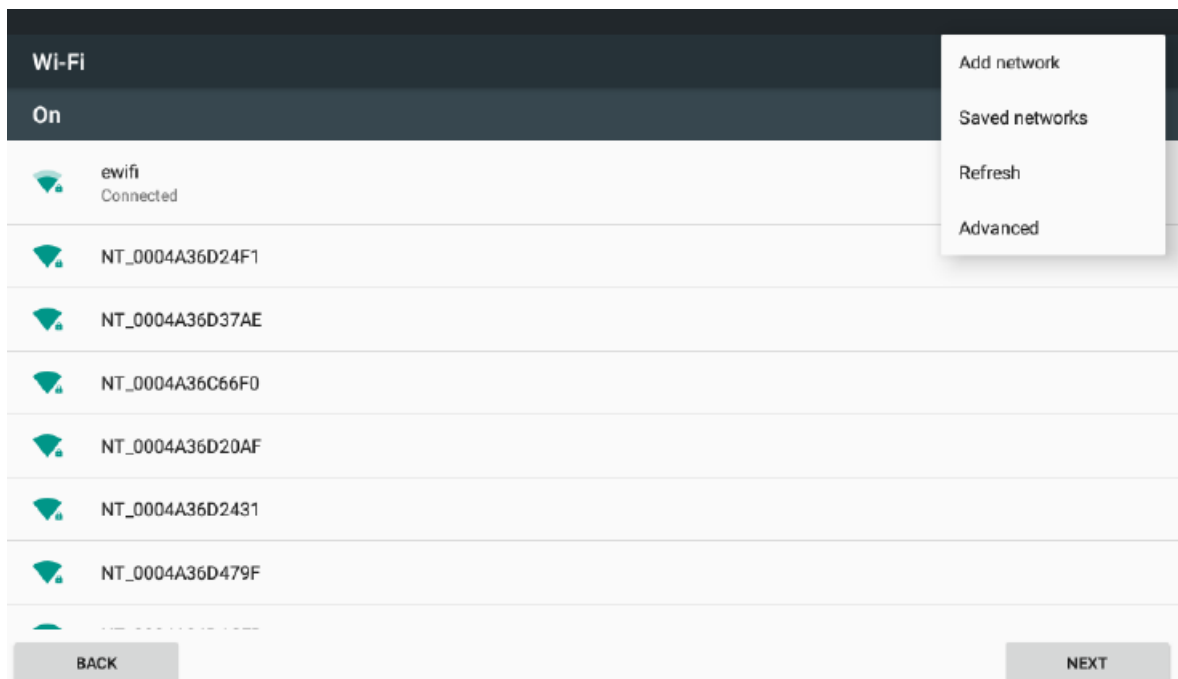 Wi-Fi
On
Add network
Saved networks
Refresh
Advanced
ewifi
Connected
NT_0004A36D24F1
NT_0004A36D37AE
NT_0004A36C66F0
NT_0004A36D20AF
NT_0004A36D2431
NT_0004A36D479F
BACK
NEXT